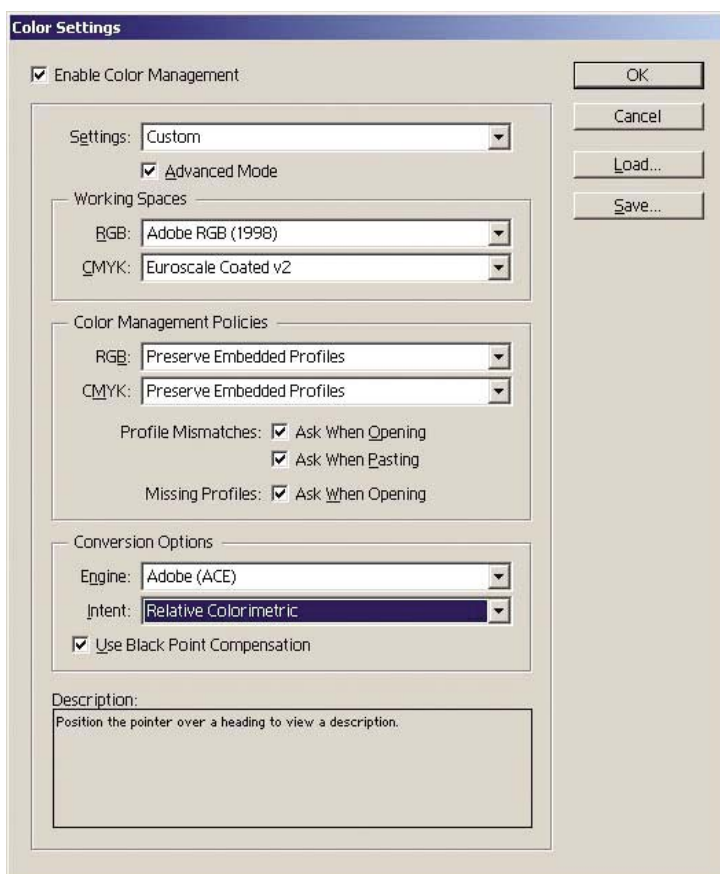 Color Settings
Enable Color Management
OK
Cancel
Load...
Save...
Settings: Custom
Advanced Mode
Working Spaces
RGB: Adobe RGB (1998)
CMYK: Euroscale Coated v2
Color Management Policies
RGB: Preserve Embedded Profiles
CMYK: Preserve Embedded Profiles
Profile Mismatches: Ask When Opening
Ask When Pasting
Missing Profiles: Ask When Opening
Conversion Options
Engine: Adobe (ACE)
Intent: Relative Colorimetric
Use Black Point Compensation
Description:
Position the pointer over a heading to view a description.